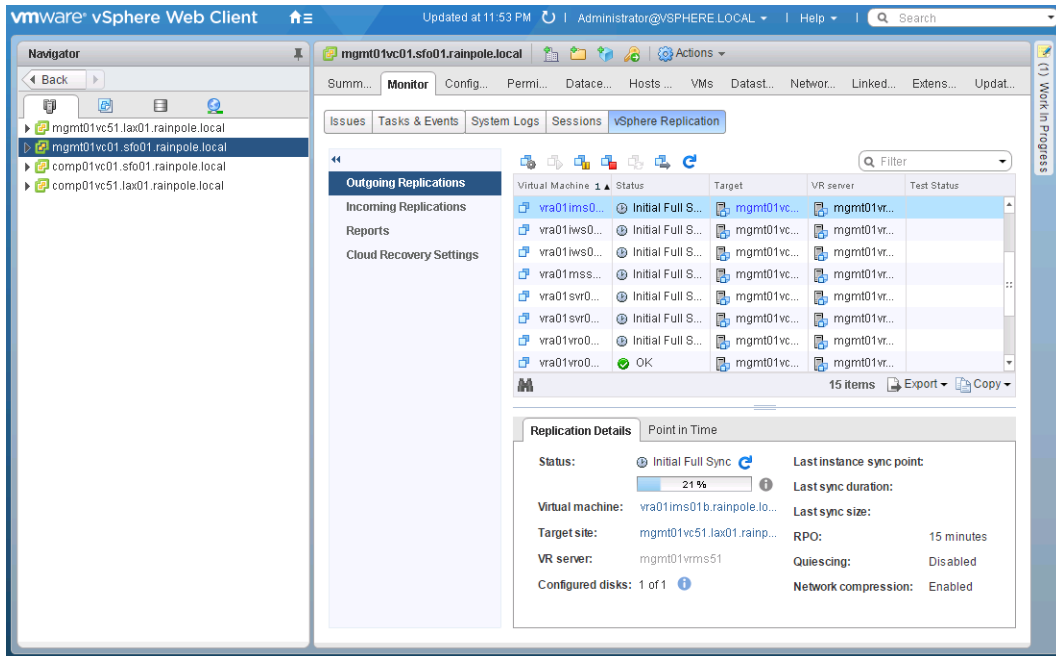 vmware® vSphere Web Client
Updated at 11:53 PM | Administrator@VSPHERE.LOCAL | Help | Search
Navigator
Back
mgmt01vc51.lax01.rainpole.local
mgmt01vc01.sfo01.rainpole.local
comp01vc01.sfo01.rainpole.local
comp01vc51.lax01.rainpole.local
mgmt01vc01.sfo01.rainpole.local Actions
Summ... Monitor Config... Permi... Datace... Hosts ... VMs Datast... Networ... Linked... Extens... Updat...
Issues Tasks & Events System Logs Sessions vSphere Replication
Outgoing Replications
Incoming Replications
Reports
Cloud Recovery Settings
Filter
Virtual Machine 1 Status Target VR server Test Status
vra01ims0... Initial Full S... mgmt01vc... mgmt01vr...
vra01iws0... Initial Full S... mgmt01vc... mgmt01vr...
vra01iws0... Initial Full S... mgmt01vc... mgmt01vr...
vra01mss... Initial Full S... mgmt01vc... mgmt01vr...
vra01svr0... Initial Full S... mgmt01vc... mgmt01vr...
vra01svr0... Initial Full S... mgmt01vc... mgmt01vr...
vra01vro0... Initial Full S... mgmt01vc... mgmt01vr...
vra01vro0... OK mgmt01vc... mgmt01vr...
15 items Export Copy
Replication Details Point in Time
Status: Initial Full Sync
21 %
Virtual machine: vra01ims01b.rainpole.lo...
Target site: mgmt01vc51.lax01.rainp...
VR server: mgmt01vrms51
Configured disks: 1 of 1
Last instance sync point:
Last sync duration:
Last sync size:
RPO: 15 minutes
Quiescing: Disabled
Network compression: Enabled
(1) Work In Progress